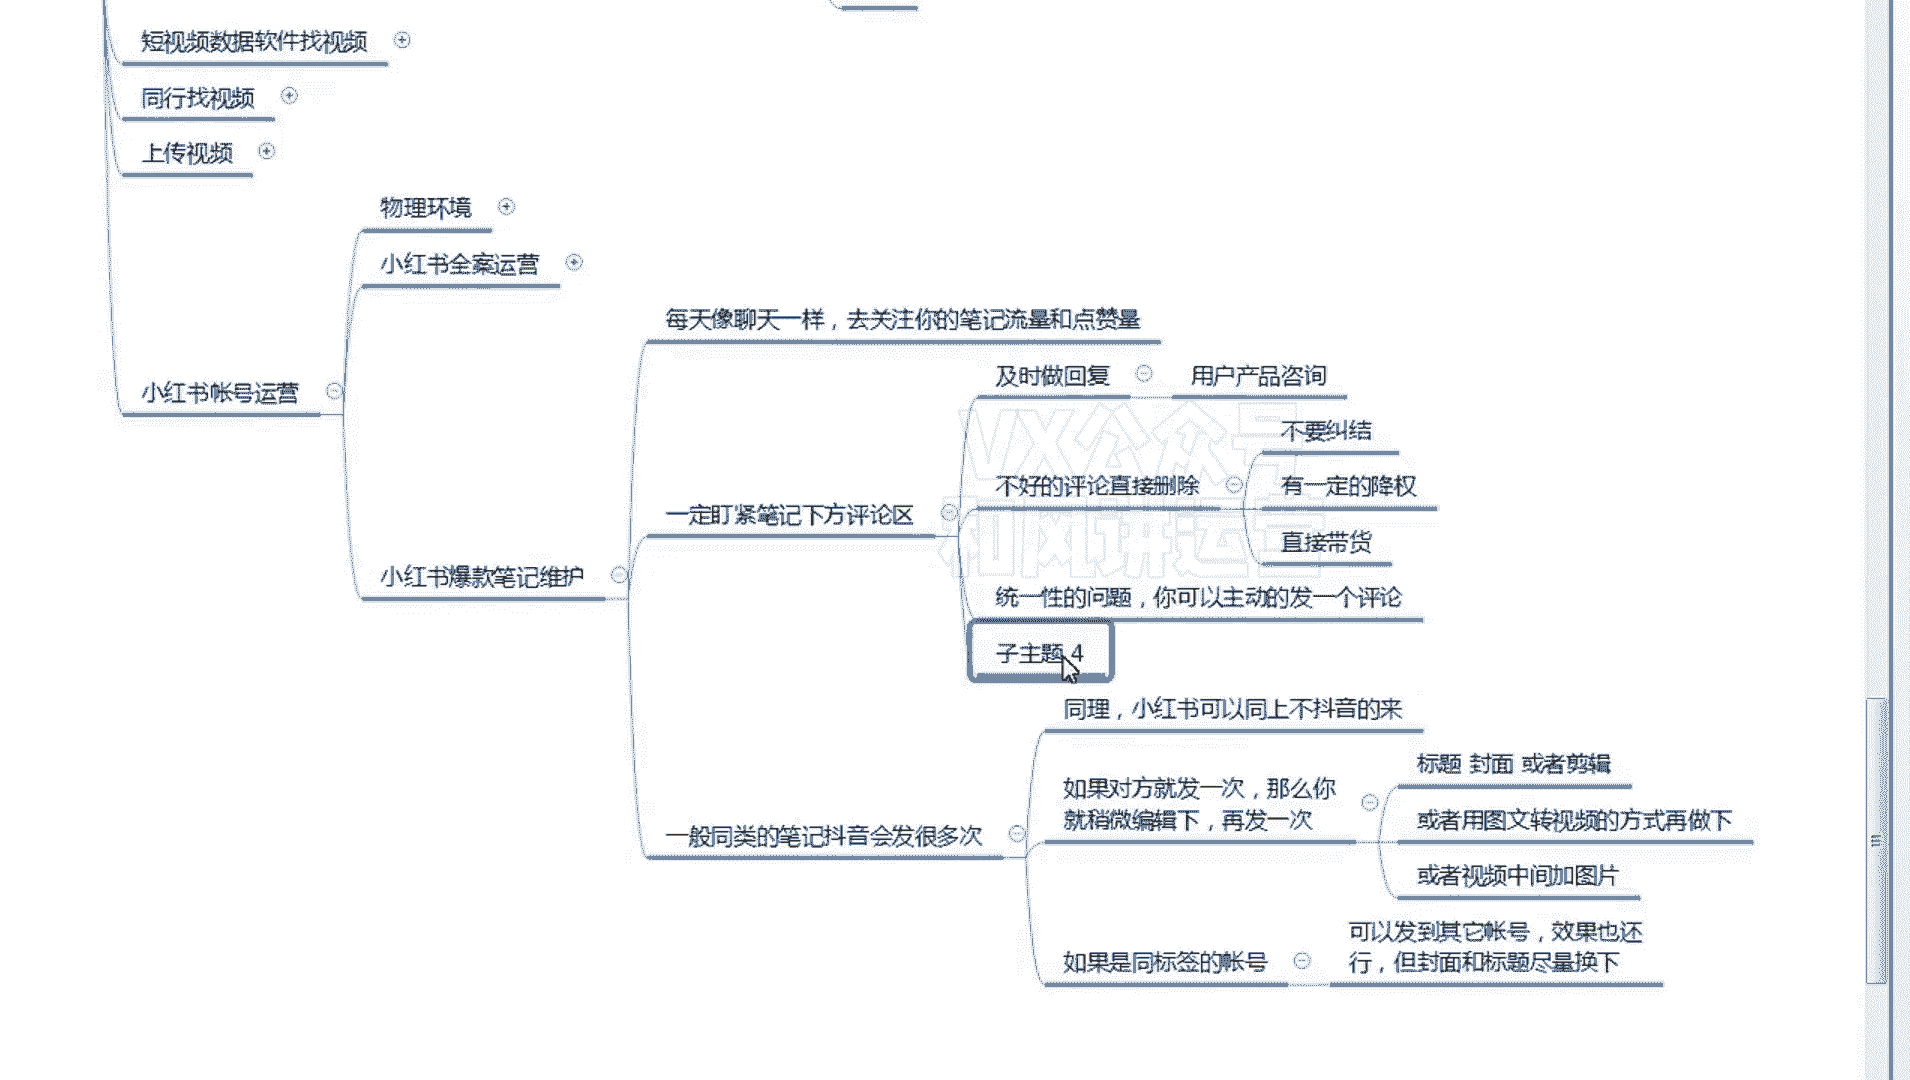 短视频数据软件找视频
同行找视频
上传视频
物理环境
小红书全案运营
每天像聊天一样，去关注你的笔记流量和点赞量
及时做回复
用户产品咨询
不要纠结
小红书帐号运营
不好的评论直接删除
有一定的降权
一定盯紧笔记下方评论区
直接带货
小红书爆款笔记维护
统一性的问题，你可以主动的发一个评论
子主题 4
同理，小红书可以同上不抖音的来
标题 封面 或者剪辑
如果对方就发一次，那么你
就稍微编辑下，再发一次
或者用图文转视频的方式再做下
一般同类的笔记抖音会发很多次
或者视频中间加图片
可以发到其它帐号，效果也还
行，但封面和标题尽量换下
如果是同标签的帐号
VX公众号
和风讲运营